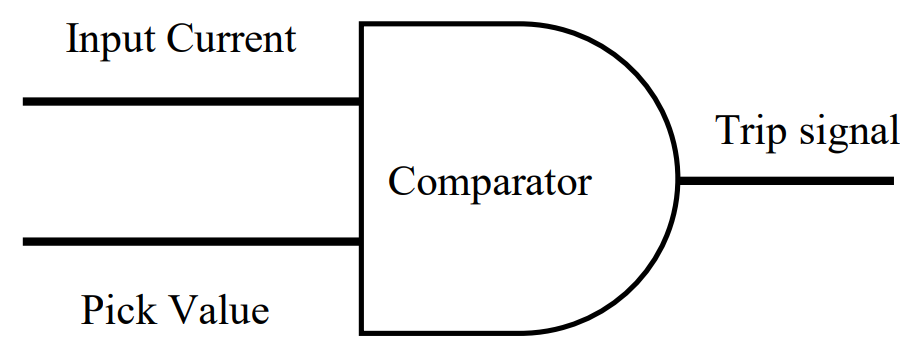 Input Current
Trip signal
Comparator
Pick Value